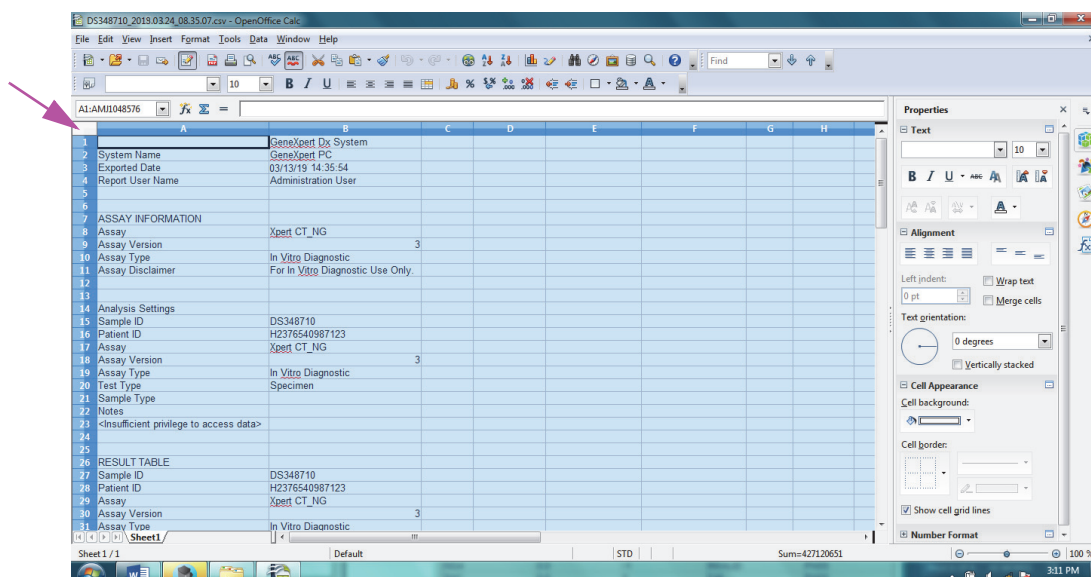 DS348710_2019.03.24_08.35.07.csv - OpenOffice Calc
File Edit View Insert Format Tools Data Window Help
Find
10
A1:AMJ1048576
A B C D E F G H
1 GeneXpert Dx System
2 System Name GeneXpert PC
3 Exported Date 03/13/19 14:35:54
4 Report User Name Administration User
5
6
7 ASSAY INFORMATION
8 Assay Xpert CT_NG
9 Assay Version 3
10 Assay Type In Vitro Diagnostic
11 Assay Disclaimer For In Vitro Diagnostic Use Only.
12
13
14 Analysis Settings
15 Sample ID DS348710
16 Patient ID H2376540987123
17 Assay Xpert CT_NG
18 Assay Version 3
19 Assay Type In Vitro Diagnostic
20 Test Type Specimen
21 Sample Type
22 Notes
23 <Insufficient privilege to access data>
24
25
26 RESULT TABLE
27 Sample ID DS348710
28 Patient ID H2376540987123
29 Assay Xpert CT_NG
30 Assay Version 3
31 Assay Type In Vitro Diagnostic
Sheet1
Sheet 1 / 1 Default STD Sum=427120651 100 %
Properties
Text
10
B I U ABC
Alignment
Left indent:
Wrap text
0 pt
Merge cells
Text orientation:
0 degrees
Vertically stacked
Cell Appearance
Cell background:
Cell border:
Show cell grid lines
Number Format
3:11 PM